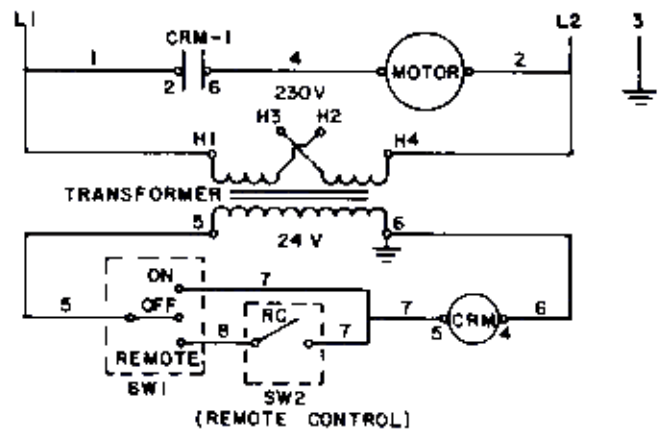 L1 L2 3
CRM-1
1 4 MOTOR 2
2 6
230V
H3 H2
H1 H4
TRANSFORMER
5 6
24 V
ON 7
5 OFF RC 7 5 CRM 4 6
REMOTE 8 7
SW1
SW2
(REMOTE CONTROL)